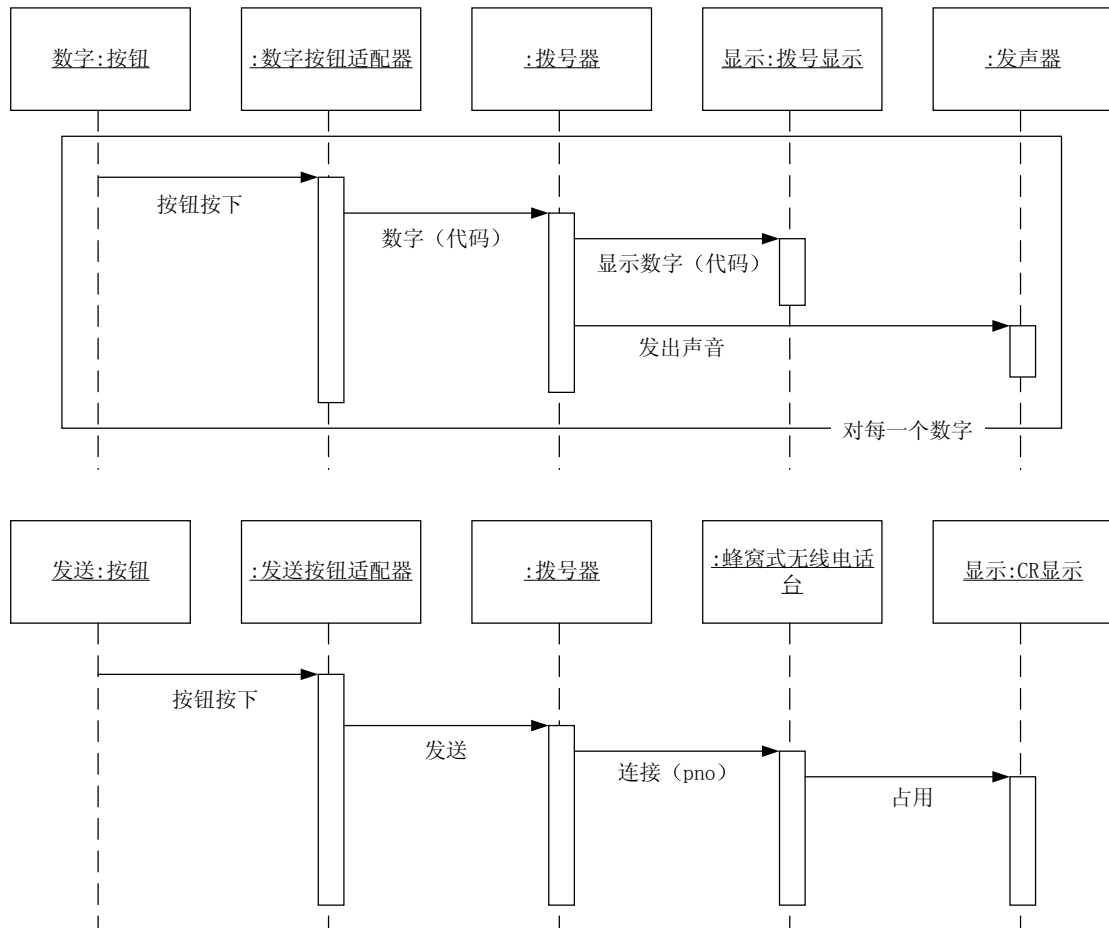 数字:按钮
:数字按钮适配器
:拨号器
显示:拨号显示
:发声器
按钮按下
数字（代码）
显示数字（代码）
发出声音
对每一个数字
发送:按钮
:发送按钮适配器
:拨号器
:蜂窝式无线电话
台
显示:CR显示
按钮按下
发送
连接（pno）
占用